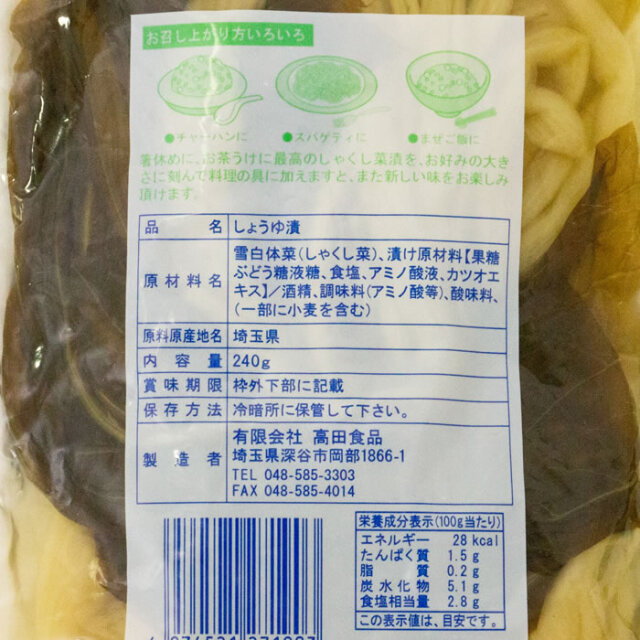 お召し上がり方いろいろ
●チャーハンに ●スパゲティに ●まぜご飯に
箸休めに、お茶うけに最高のしゃくし菜漬を、お好みの大き
さに刻んで料理の具に加えますと、また新しい味をお楽しみ
頂けます。
品名 しょうゆ漬
原材料名 雪白体菜(しゃくし菜)、漬け原材料【果糖
ぶどう糖液糖、食塩、アミノ酸液、カツオエ
キス】/酒精、調味料(アミノ酸等)、酸味料、
(一部に小麦を含む)
原料原産地名 埼玉県
内容量 240g
賞味期限 枠外下部に記載
保存方法 冷暗所に保管して下さい。
製造者 有限会社 高田食品
埼玉県深谷市岡部1866-1
TEL 048-585-3303
FAX 048-585-4014
栄養成分表示(100g当たり)
エネルギー 28 kcal
たんぱく質 1.5 g
脂質 0.2 g
炭水化物 5.1 g
食塩相当量 2.8 g
この表示値は、目安です。